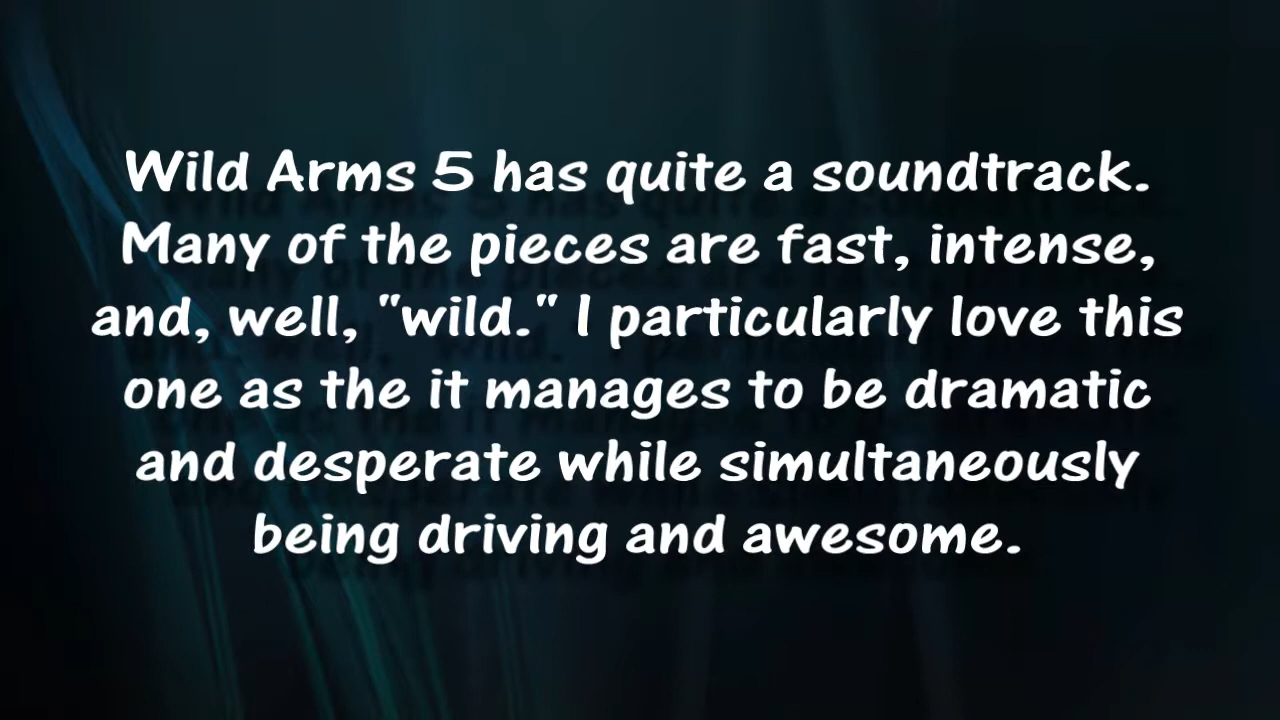 Wild Arms 5 has quite a soundtrack.
Many of the pieces are fast, intense,
and, well, "wild." I particularly love this
one as the it manages to be dramatic
and desperate while simultaneously
being driving and awesome.